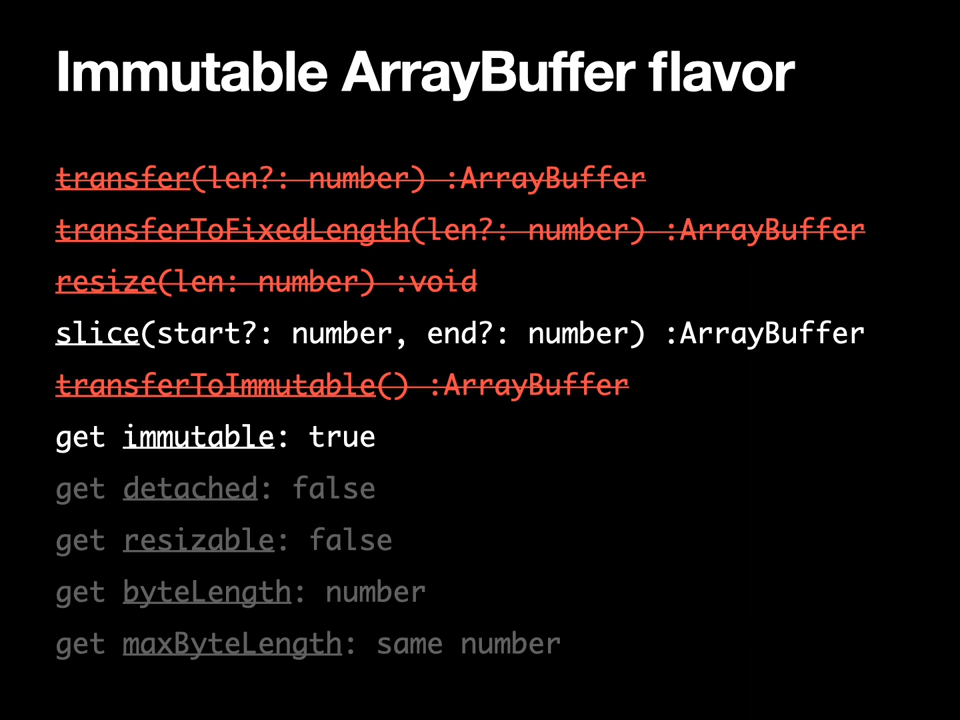 Immutable ArrayBuffer flavor
transfer(len?: number) :ArrayBuffer
transferToFixedLength(len?: number) :ArrayBuffer
resize(len: number) :void
slice(start?: number, end?: number) :ArrayBuffer
transferToImmutable() :ArrayBuffer
get immutable: true
get detached: false
get resizable: false
get byteLength: number
get maxByteLength: same number